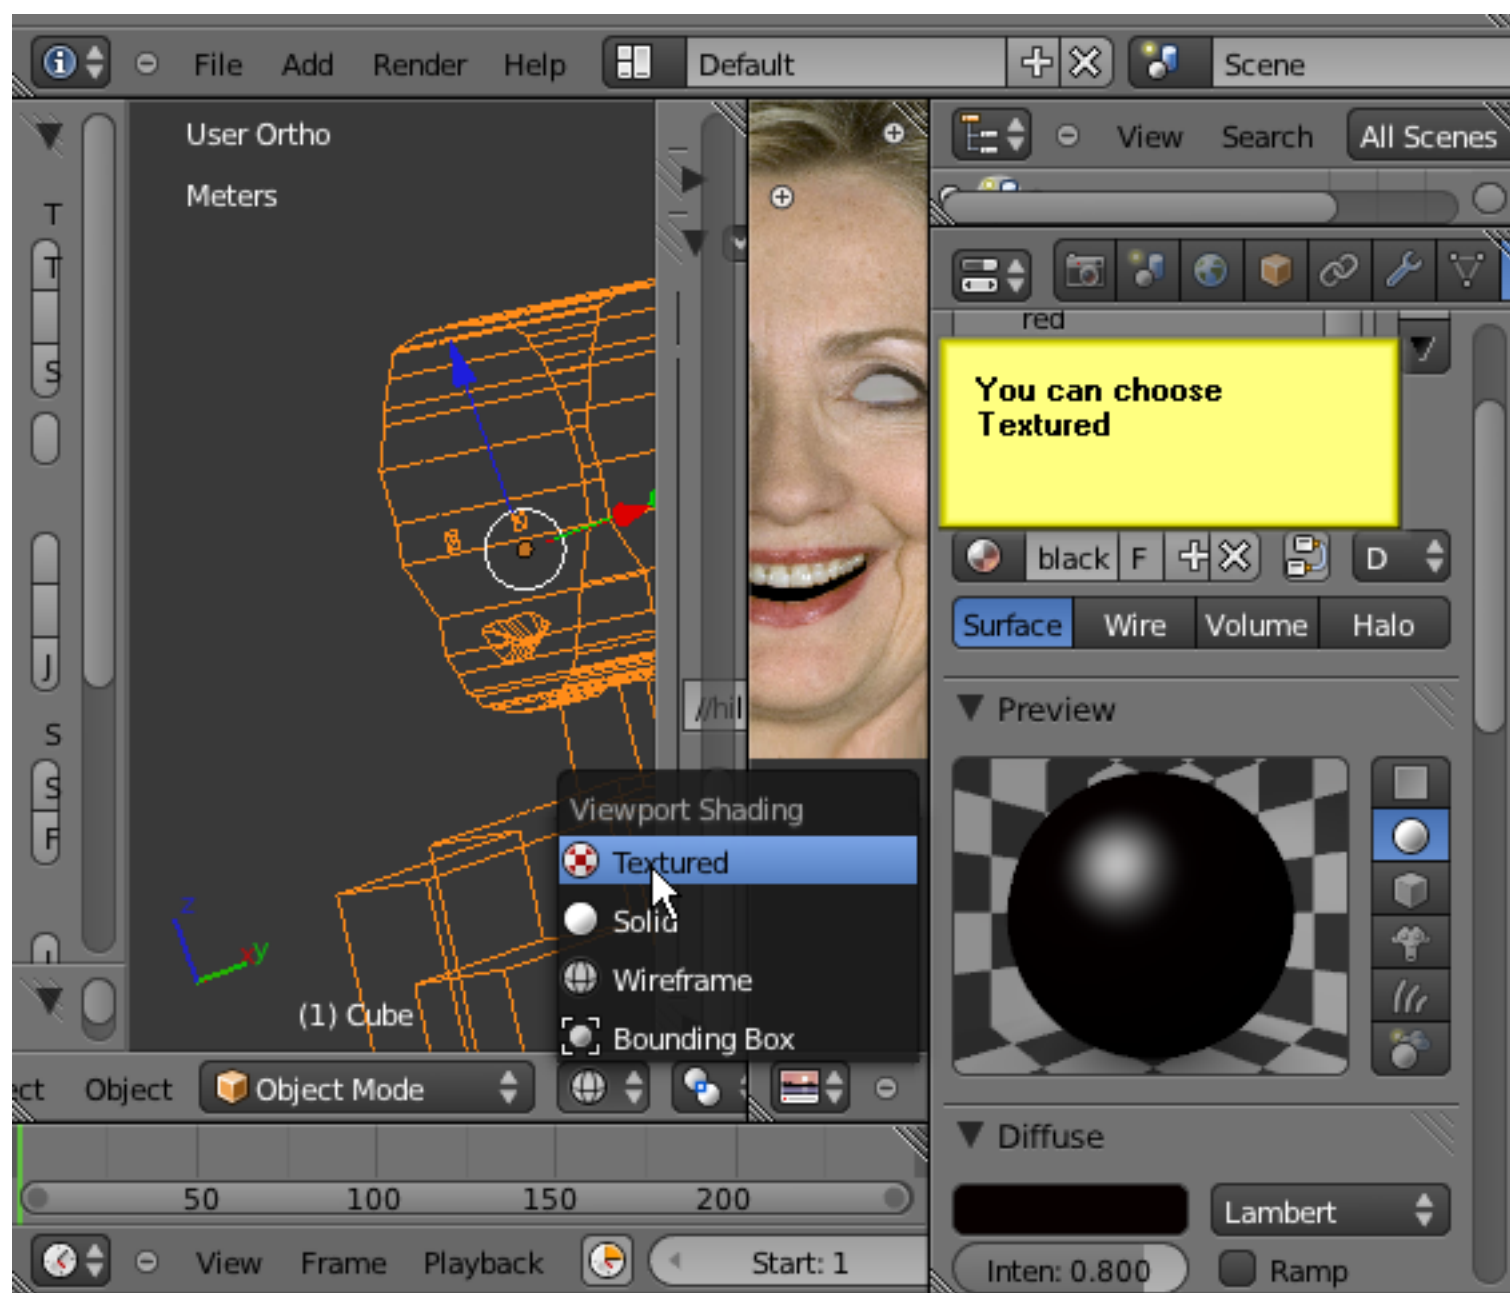 File Add Render Help Default Scene
User Ortho
Meters
View Search All Scenes
T
T
S
J
S
S
F
red
You can choose
Textured
black F D
Surface Wire Volume Halo
//hil
Preview
Viewport Shading
Textured
Solid
Wireframe
Bounding Box
z
x y
(1) Cube
ect Object Object Mode
Diffuse
50 100 150 200
Lambert
View Frame Playback Start: 1
Inten: 0.800 Ramp